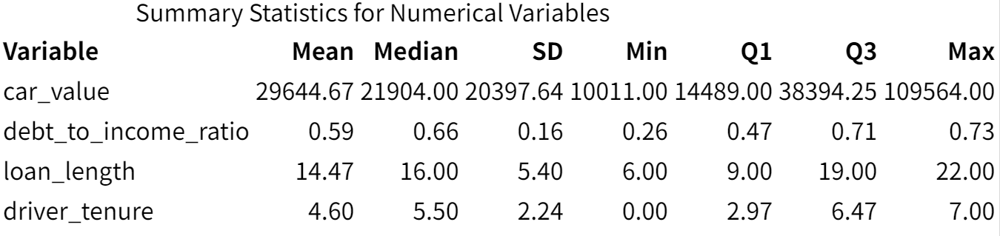 Summary Statistics for Numerical Variables
Variable Mean Median SD Min Q1 Q3 Max
car_value 29644.67 21904.00 20397.64 10011.00 14489.00 38394.25 109564.00
debt_to_income_ratio 0.59 0.66 0.16 0.26 0.47 0.71 0.73
loan_length 14.47 16.00 5.40 6.00 9.00 19.00 22.00
driver_tenure 4.60 5.50 2.24 0.00 2.97 6.47 7.00